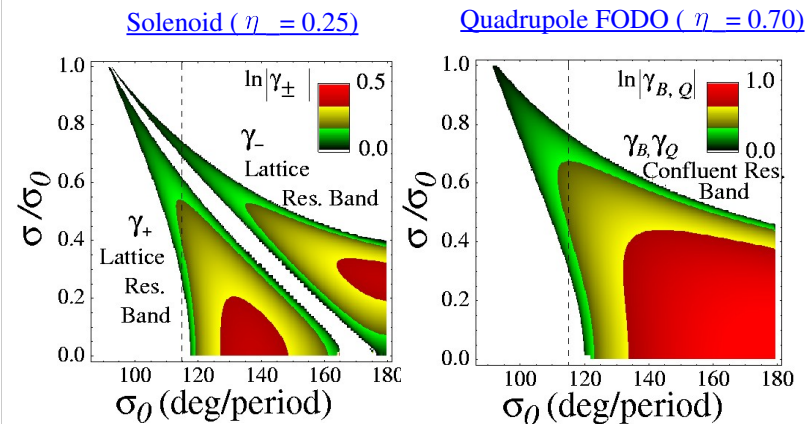 Solenoid ( η_= 0.25)
ln|γ± | 0.5
0.0
γ−
Lattice
Res. Band
γ+
Lattice
Res.
Band
1.0
0.8
0.6
0.4
0.2
0.0
σ/σ0
100 120 140 160 180
σ0 (deg/period)
Quadrupole FODO ( η_= 0.70)
ln|γB, Q| 1.0
0.0
γB,γQ
Confluent Res.
Band
1.0
0.8
0.6
0.4
0.2
0.0
σ/σ0
100 120 140 160 180
σ0 (deg/period)